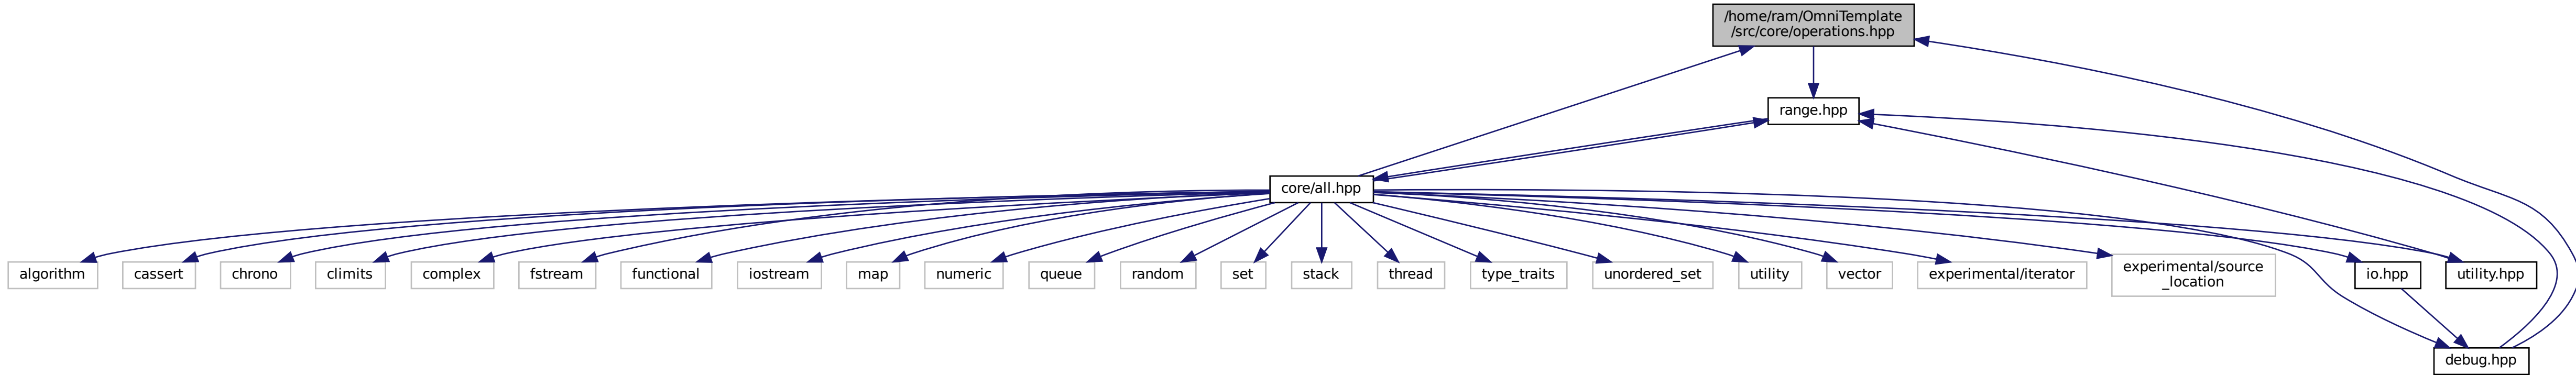 /home/ram/OmniTemplate
/src/core/operations.hpp
range.hpp
core/all.hpp
algorithm
cassert
chrono
climits
complex
fstream
functional
iostream
map
numeric
queue
random
set
stack
thread
type_traits
unordered_set
utility
vector
experimental/iterator
experimental/source
_location
io.hpp
utility.hpp
debug.hpp